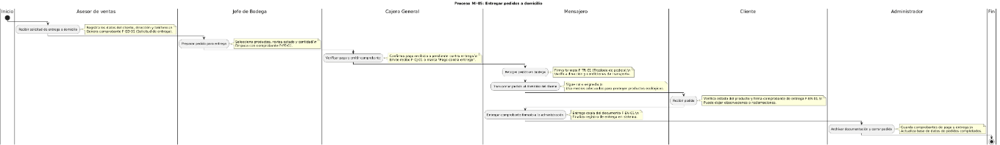 Proceso MI-05: Entregar pedidos a domicilio
Inicio
Asesor de ventas
Jefe de Bodega
Cajero General
Mensajero
Cliente
Administrador
Fin
Recibir solicitud de entrega a domicilio
Registra los datos del cliente, dirección y teléfono.\n
Genera comprobante F-ED-01 (Solicitud de entrega).
Preparar pedido para entrega
Selecciona productos, revisa estado y cantidad.\n
Empaca con comprobante F-PE-01.
Verificar pago y emitir comprobante
Confirma pago recibido o pendiente contra entrega.\n
Emite recibo F-CJ-01 o marca "Pago contra entrega".
Recoger pedido en bodega
Firma formato F-TR-01 (Traslado de pedido).\n
Verifica dirección y condiciones de transporte.
Transportar pedido al domicilio del cliente
Sigue ruta asignada.\n
Usa medios adecuados para proteger productos ecológicos.
Recibir pedido
Verifica estado del producto y firma comprobante de entrega F-EN-01.\n
Puede dejar observaciones o reclamaciones.
Entregar comprobante firmado a la administración
Entrega copia del documento F-EN-01.\n
Finaliza registro de entrega en sistema.
Archivar documentación y cerrar pedido
Guarda comprobantes de pago y entrega.\n
Actualiza base de datos de pedidos completados.